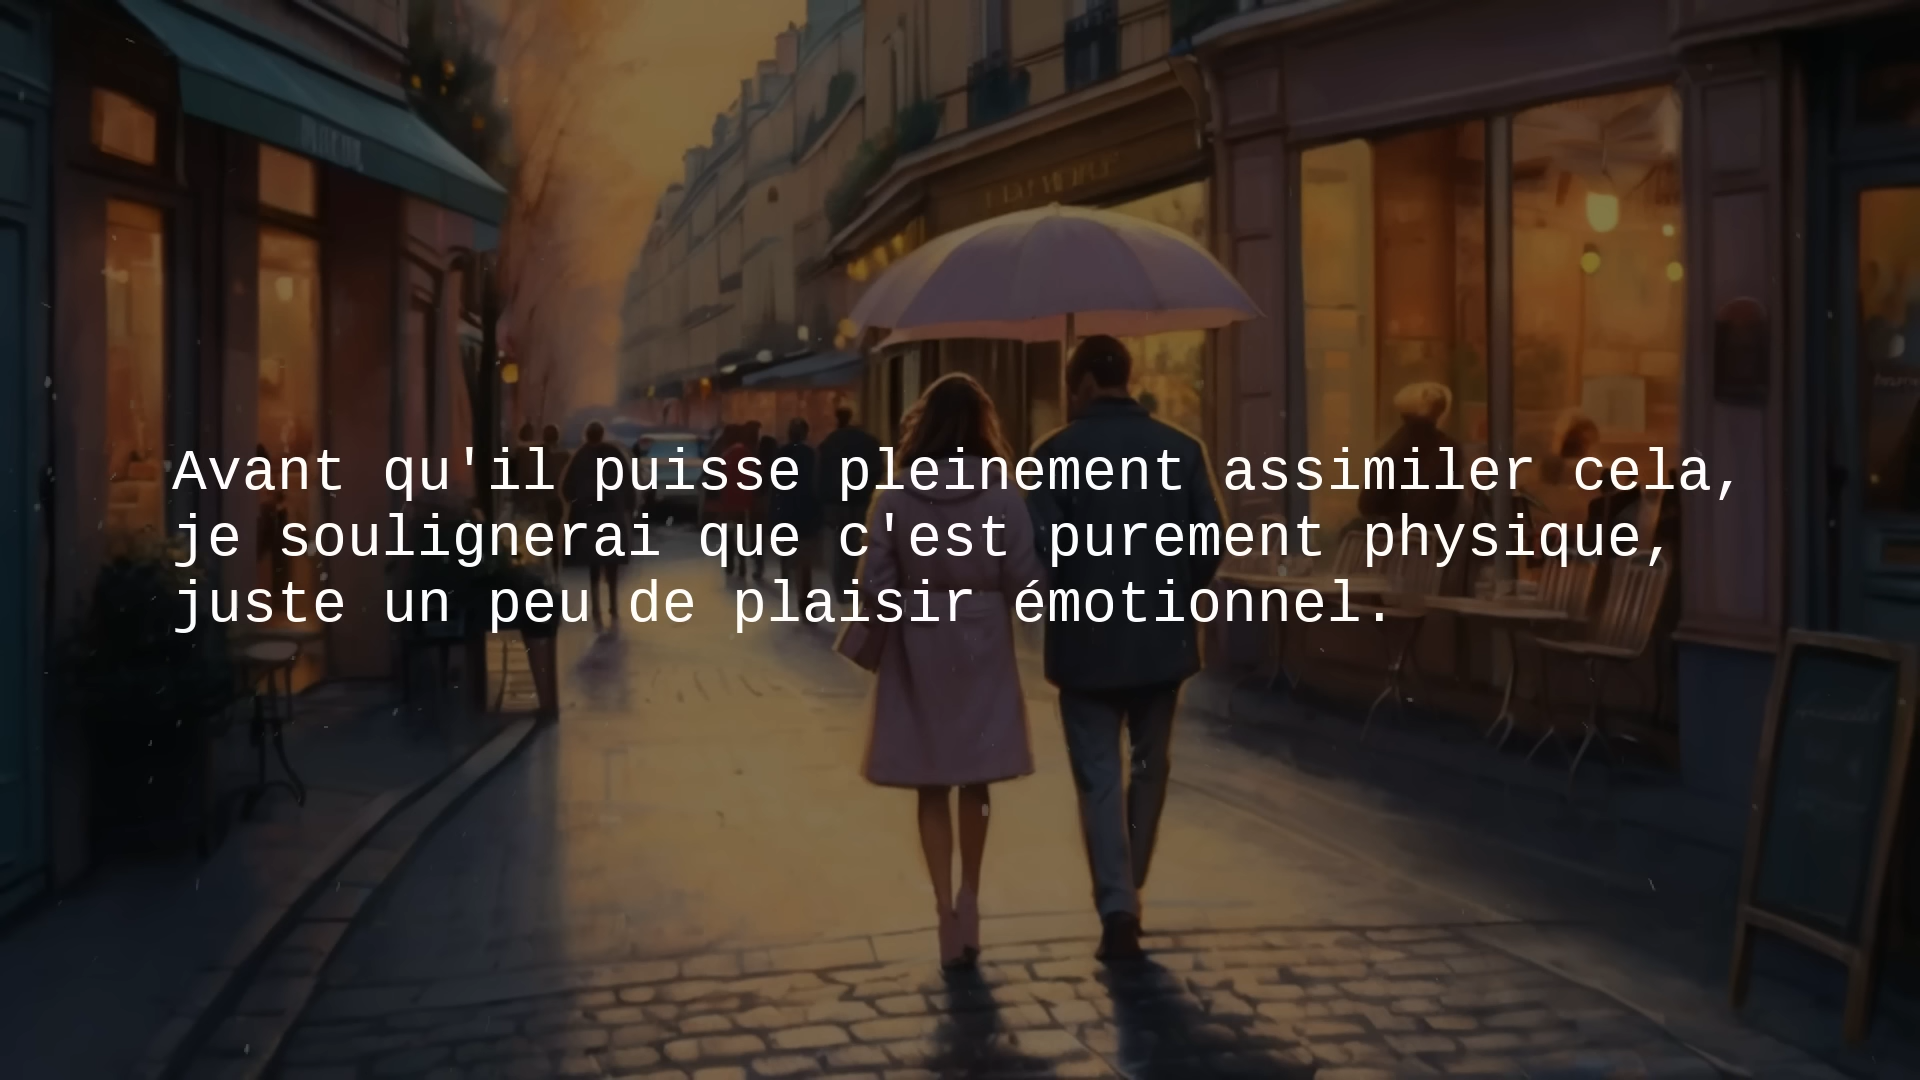 Avant qu'il puisse pleinement assimiler cela,
je soulignerai que c'est purement physique,
juste un peu de plaisir émotionnel.